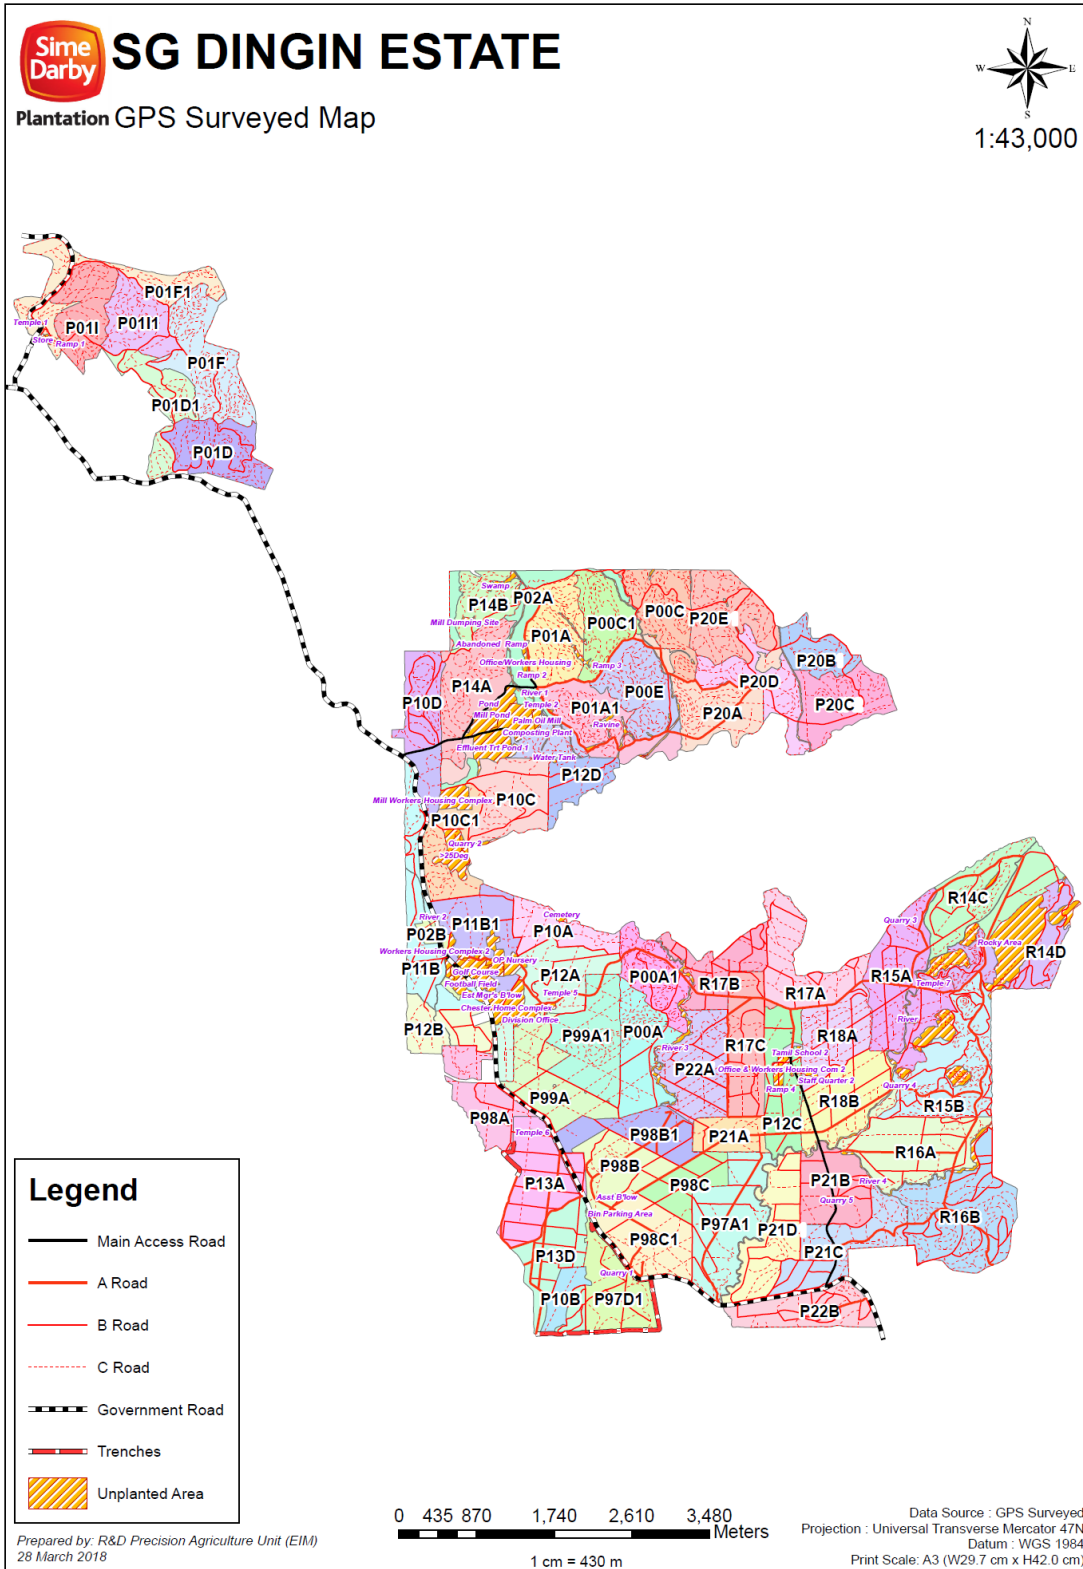 Sime
Darby
Plantation
SG DINGIN ESTATE
GPS Surveyed Map
N
W E
S
1:43,000
P01F1
P01I
P01I1
Temple 1
Store
Ramp 1
P01F
P01D1
P01D
Swamp
P14B
P02A
Mill Dumping Site
P01A
P00C1
P00C
P20E
Abandoned Ramp
Office/Workers Housing
Ramp 3
Ramp 2
P20B
P14A
P10D
River 1
P00E
P20D
Pond
Temple 2
P01A1
P20A
P20C
Mill Pond
Palm Oil Mill
Ravine
Composting Plant
Effluent Trt Pond 1
Water Tank
P12D
Mill Workers Housing Complex
P10C
P10C1
Quarry 2
>25Deg
River 2
Cemetery
P11B1
P10A
P02B
Workers Housing Complex 2
OP Nursery
P11B
Golf Course
P12A
Football Field
Temple 5
Est Mgr's B'low
Chester Home Complex
Division Office
P12B
P00A1
P99A1
P00A
R17B
R17A
R14C
Quarry 3
Rocky Area
R14D
R15A
Temple 7
River
R18A
R17C
River 3
P22A
Tamil School 2
Office & Workers Housing Com 2
Staff Quarter 2
Ramp 4
Quarry 4
R18B
R15B
P99A
P98A
P12C
Temple 6
P98B1
P21A
R16A
P98B
P13A
P98C
P21B
River 4
Asst B'low
Quarry 5
Bin Parking Area
R16B
P97A1
P21D
P98C1
P21C
P13D
Quarry 1
P10B
P97D1
P22B
Legend
Main Access Road
A Road
B Road
C Road
Government Road
Trenches
Unplanted Area
Prepared by: R&D Precision Agriculture Unit (EIM)
28 March 2018
0 435 870 1,740 2,610 3,480
Meters
1 cm = 430 m
Data Source : GPS Surveyed
Projection : Universal Transverse Mercator 47N
Datum : WGS 1984
Print Scale: A3 (W29.7 cm x H42.0 cm)